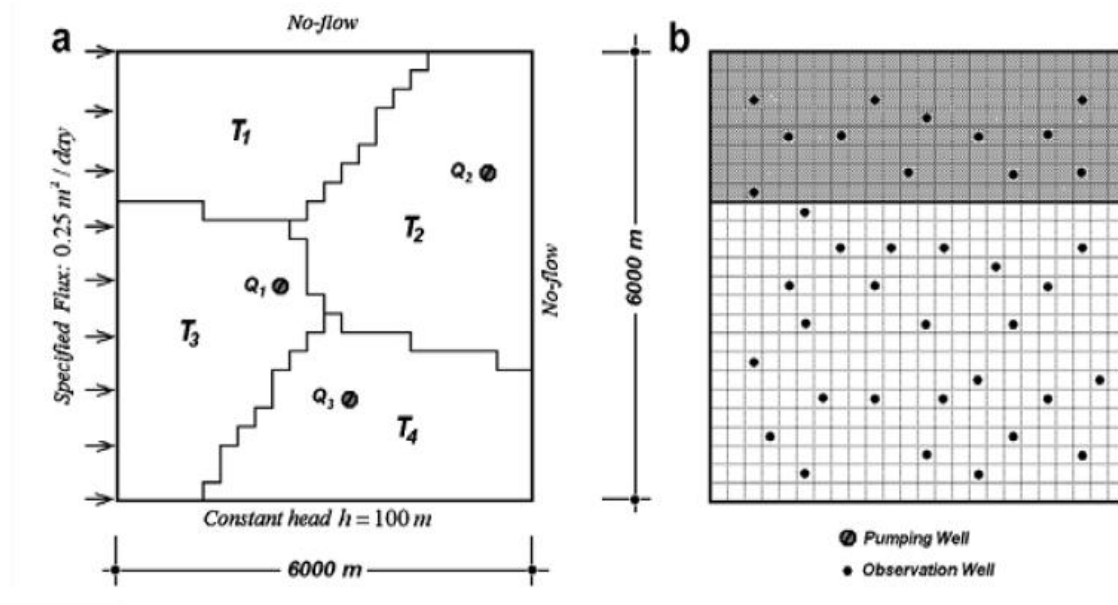 a
No-flow
b
T1
Q2
T2
Specified Flux: 0.25 m² / day
Q1
No-flow
6000 m
T3
Q3
T4
Constant head h = 100 m
6000 m
Pumping Well
Observation Well